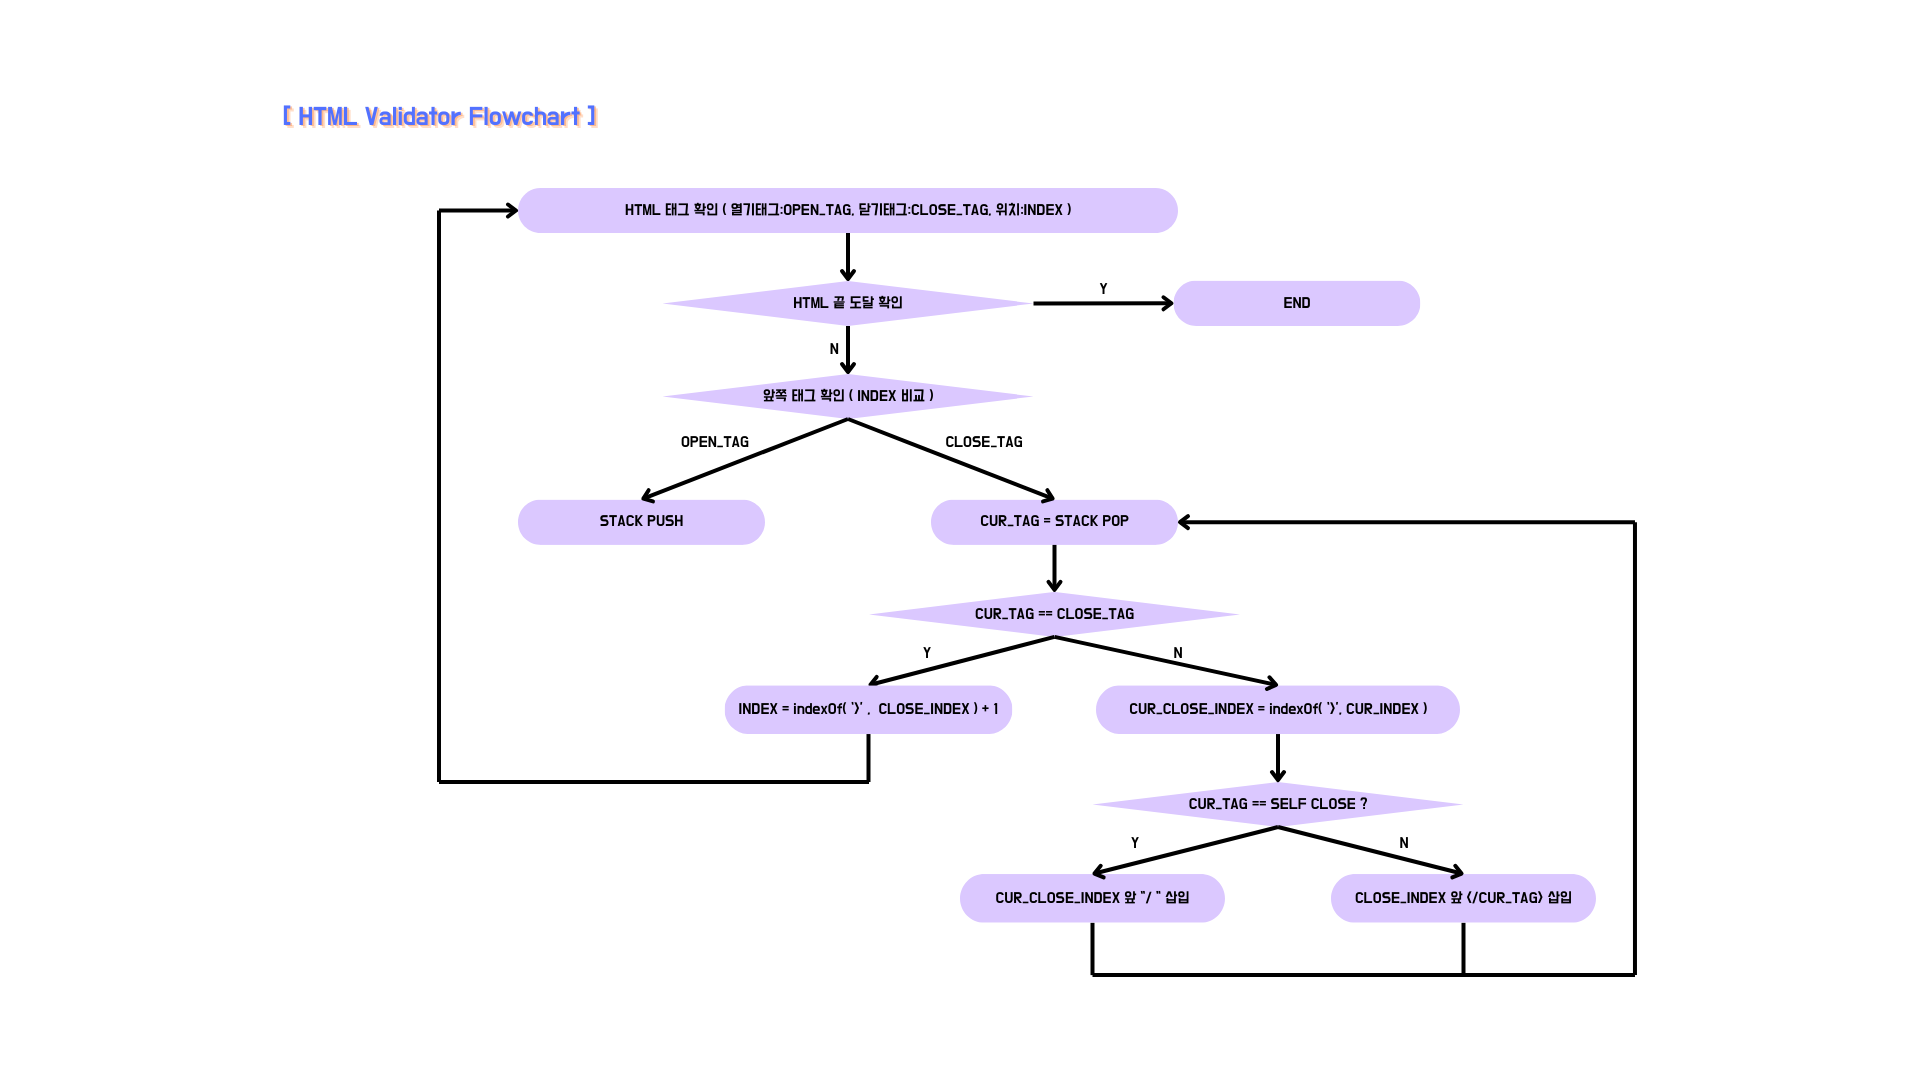 [ HTML Validator Flowchart ]
HTML 태그 확인 ( 열기태그:OPEN_TAG, 닫기태그:CLOSE_TAG, 위치:INDEX )
HTML 끝 도달 확인
Y
END
N
앞쪽 태그 확인 ( INDEX 비교 )
OPEN_TAG
CLOSE_TAG
STACK PUSH
CUR_TAG = STACK POP
CUR_TAG == CLOSE_TAG
Y
N
INDEX = indexOf( '>' , CLOSE_INDEX ) + 1
CUR_CLOSE_INDEX = indexOf( '>', CUR_INDEX )
CUR_TAG == SELF CLOSE ?
Y
N
CUR_CLOSE_INDEX 앞 "/ " 삽입
CLOSE_INDEX 앞 </CUR_TAG> 삽입